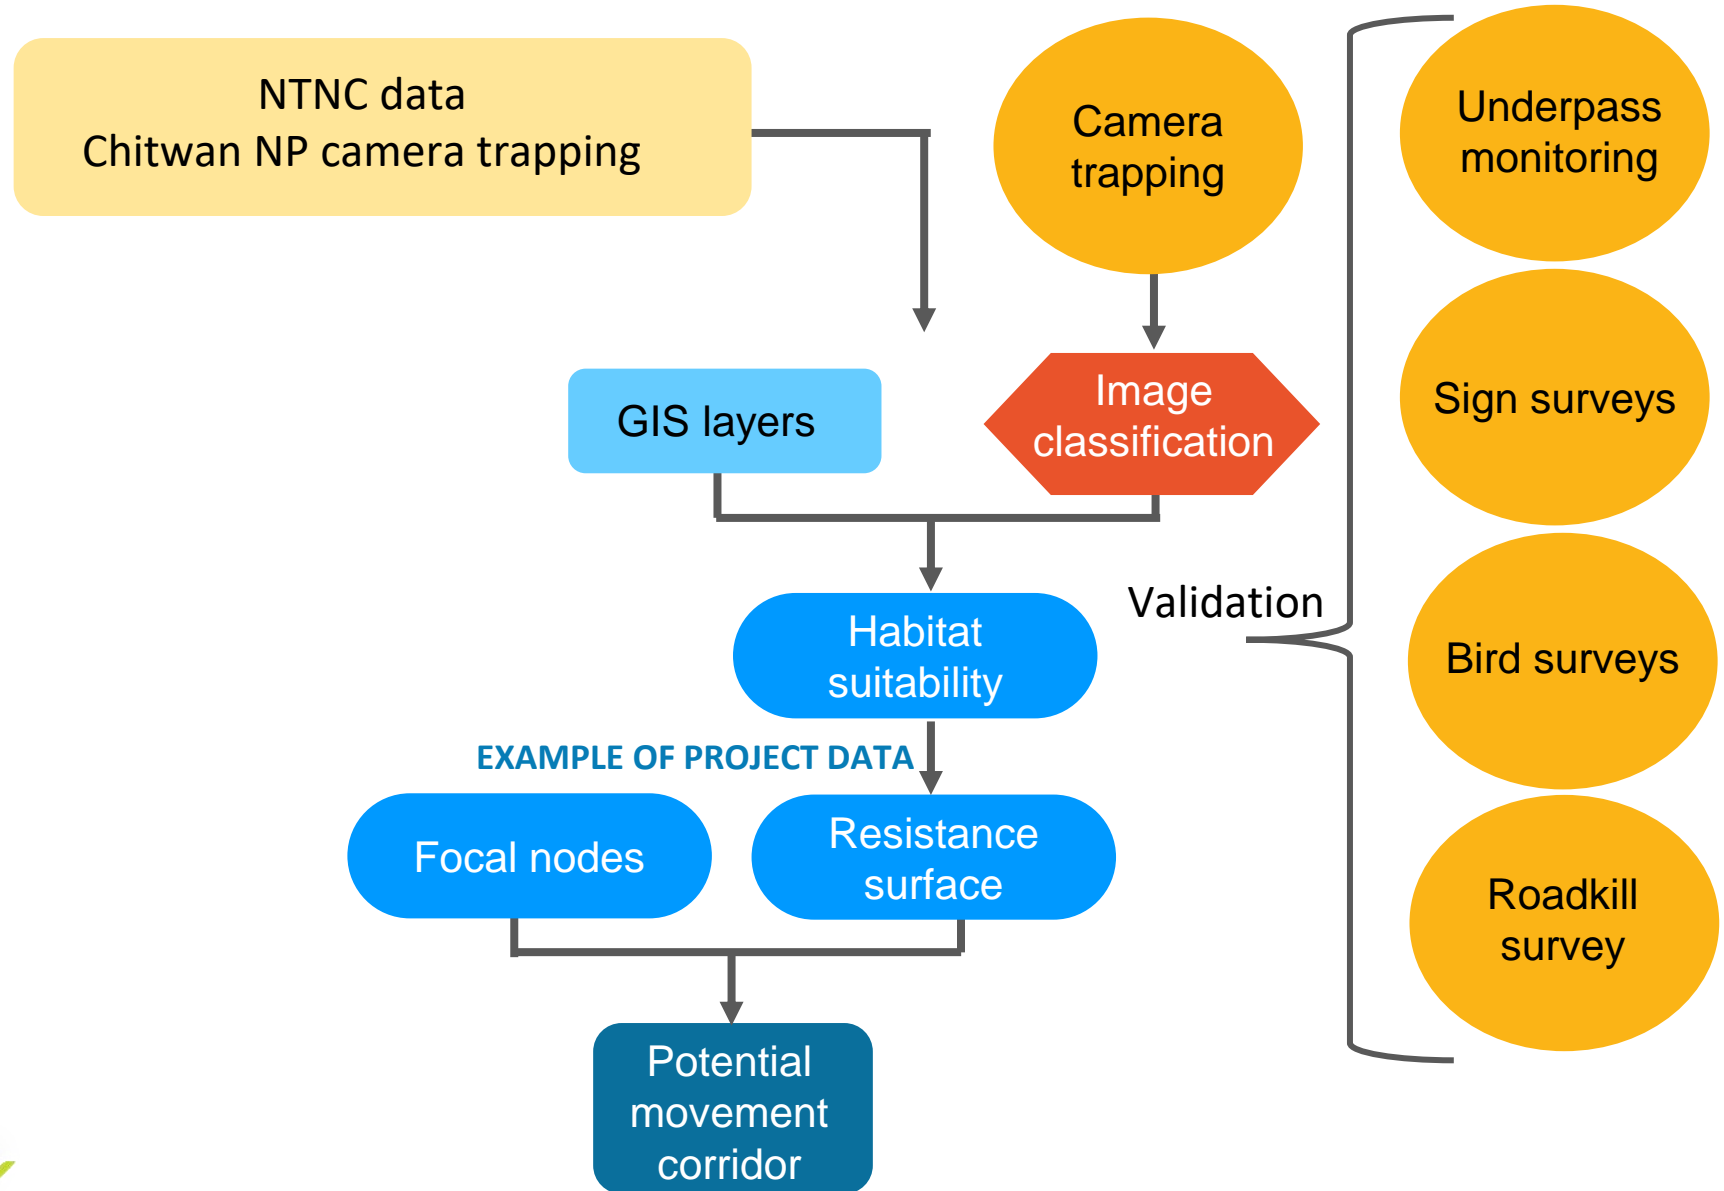 NTNC data
Chitwan NP camera trapping
Camera
trapping
Underpass
monitoring
GIS layers
Image
classification
Sign surveys
Habitat
suitability
Validation
Bird surveys
EXAMPLE OF PROJECT DATA
Focal nodes
Resistance
surface
Roadkill
survey
Potential
movement
corridor